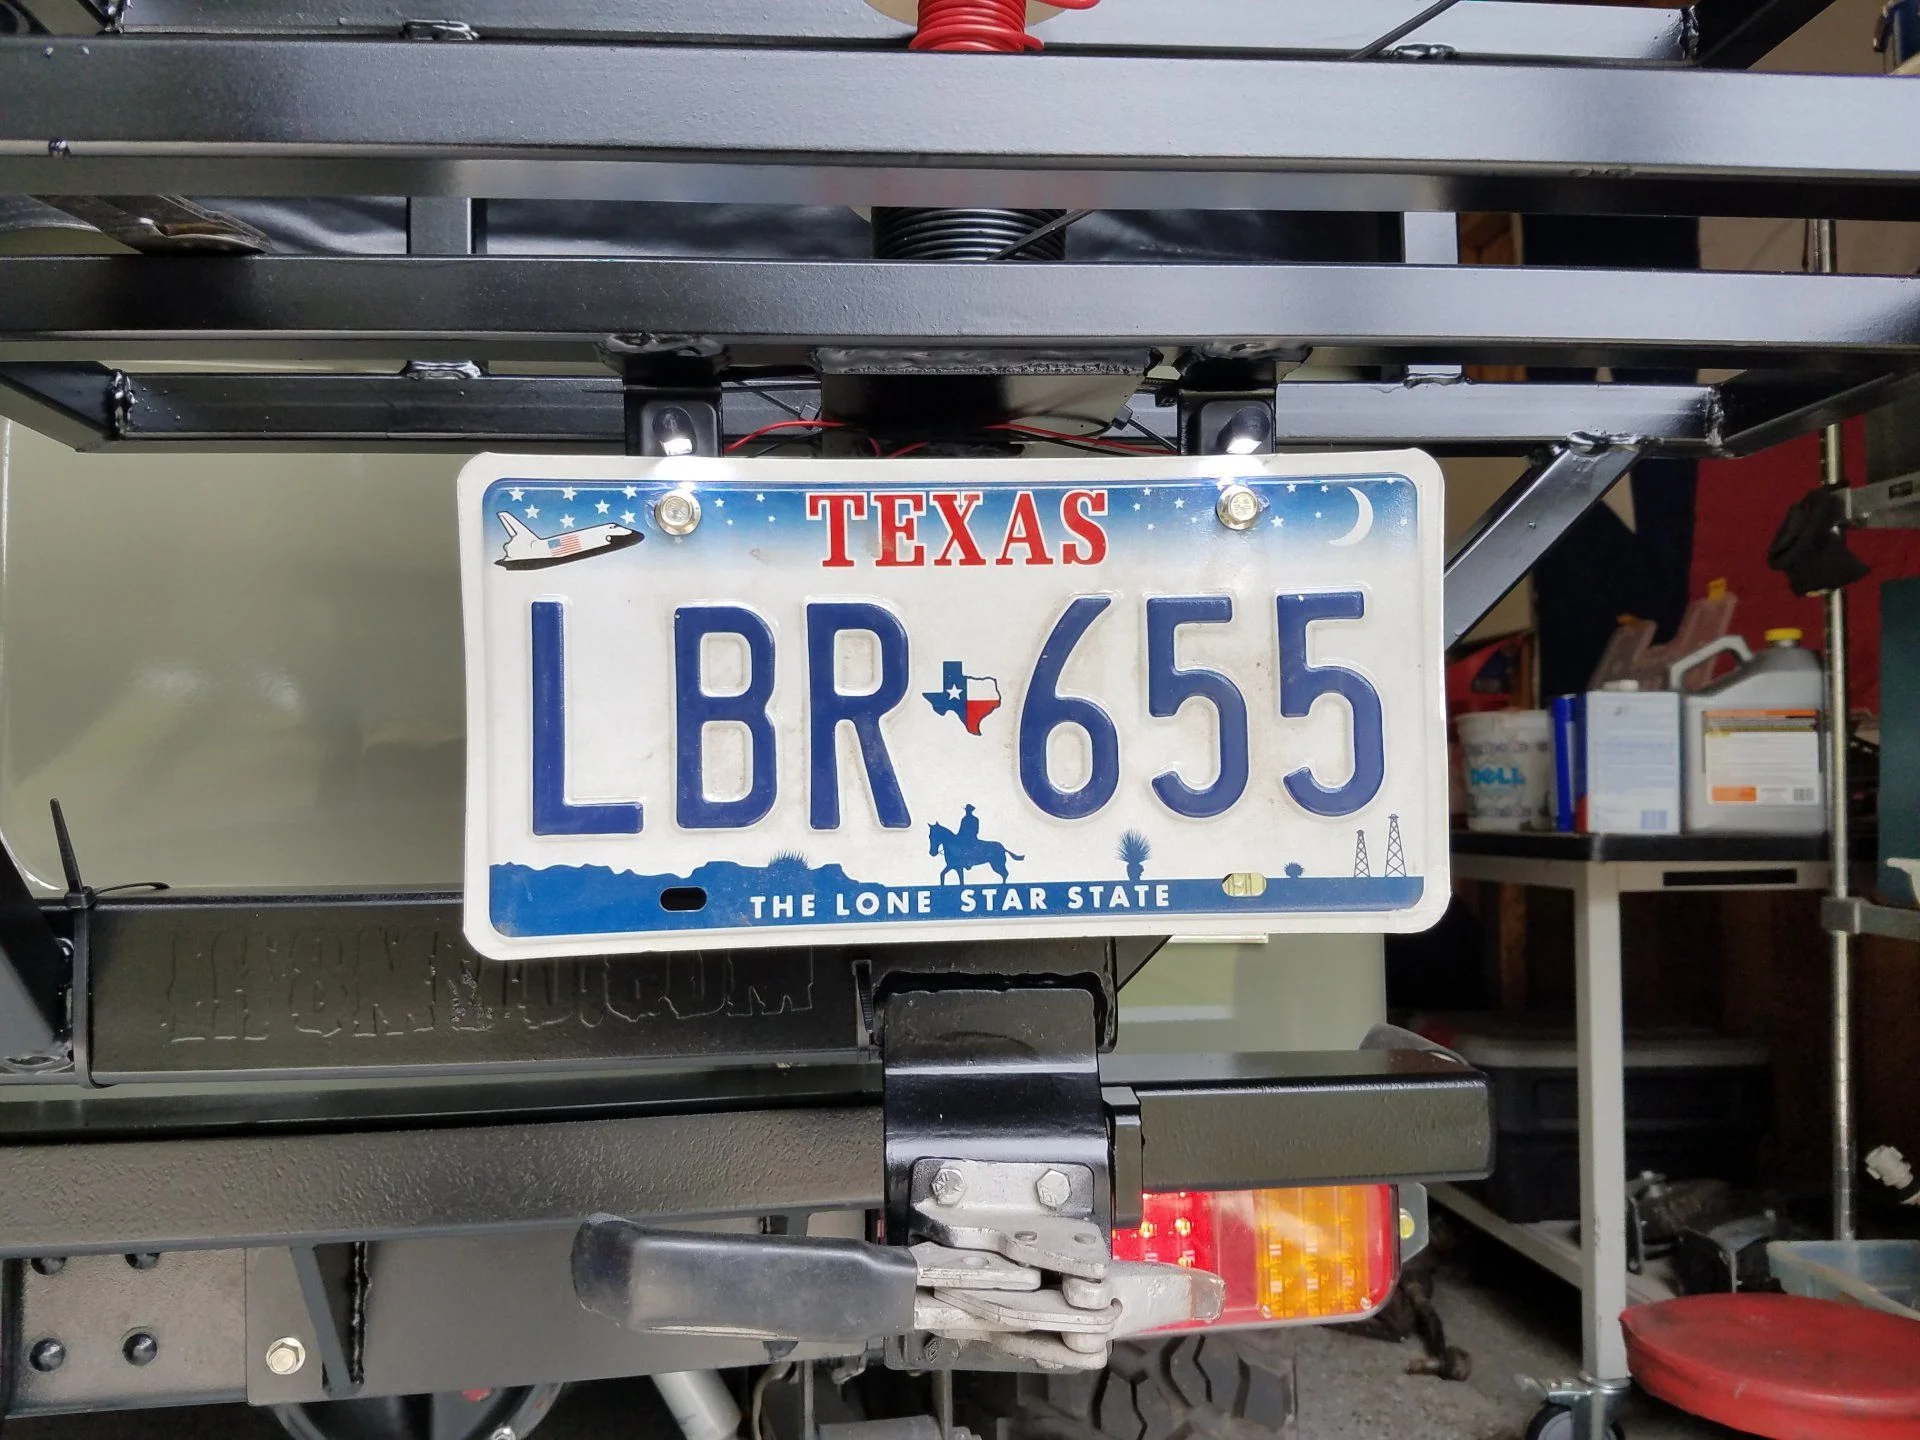 TEXAS
LBR 655
THE LONE STAR STATE